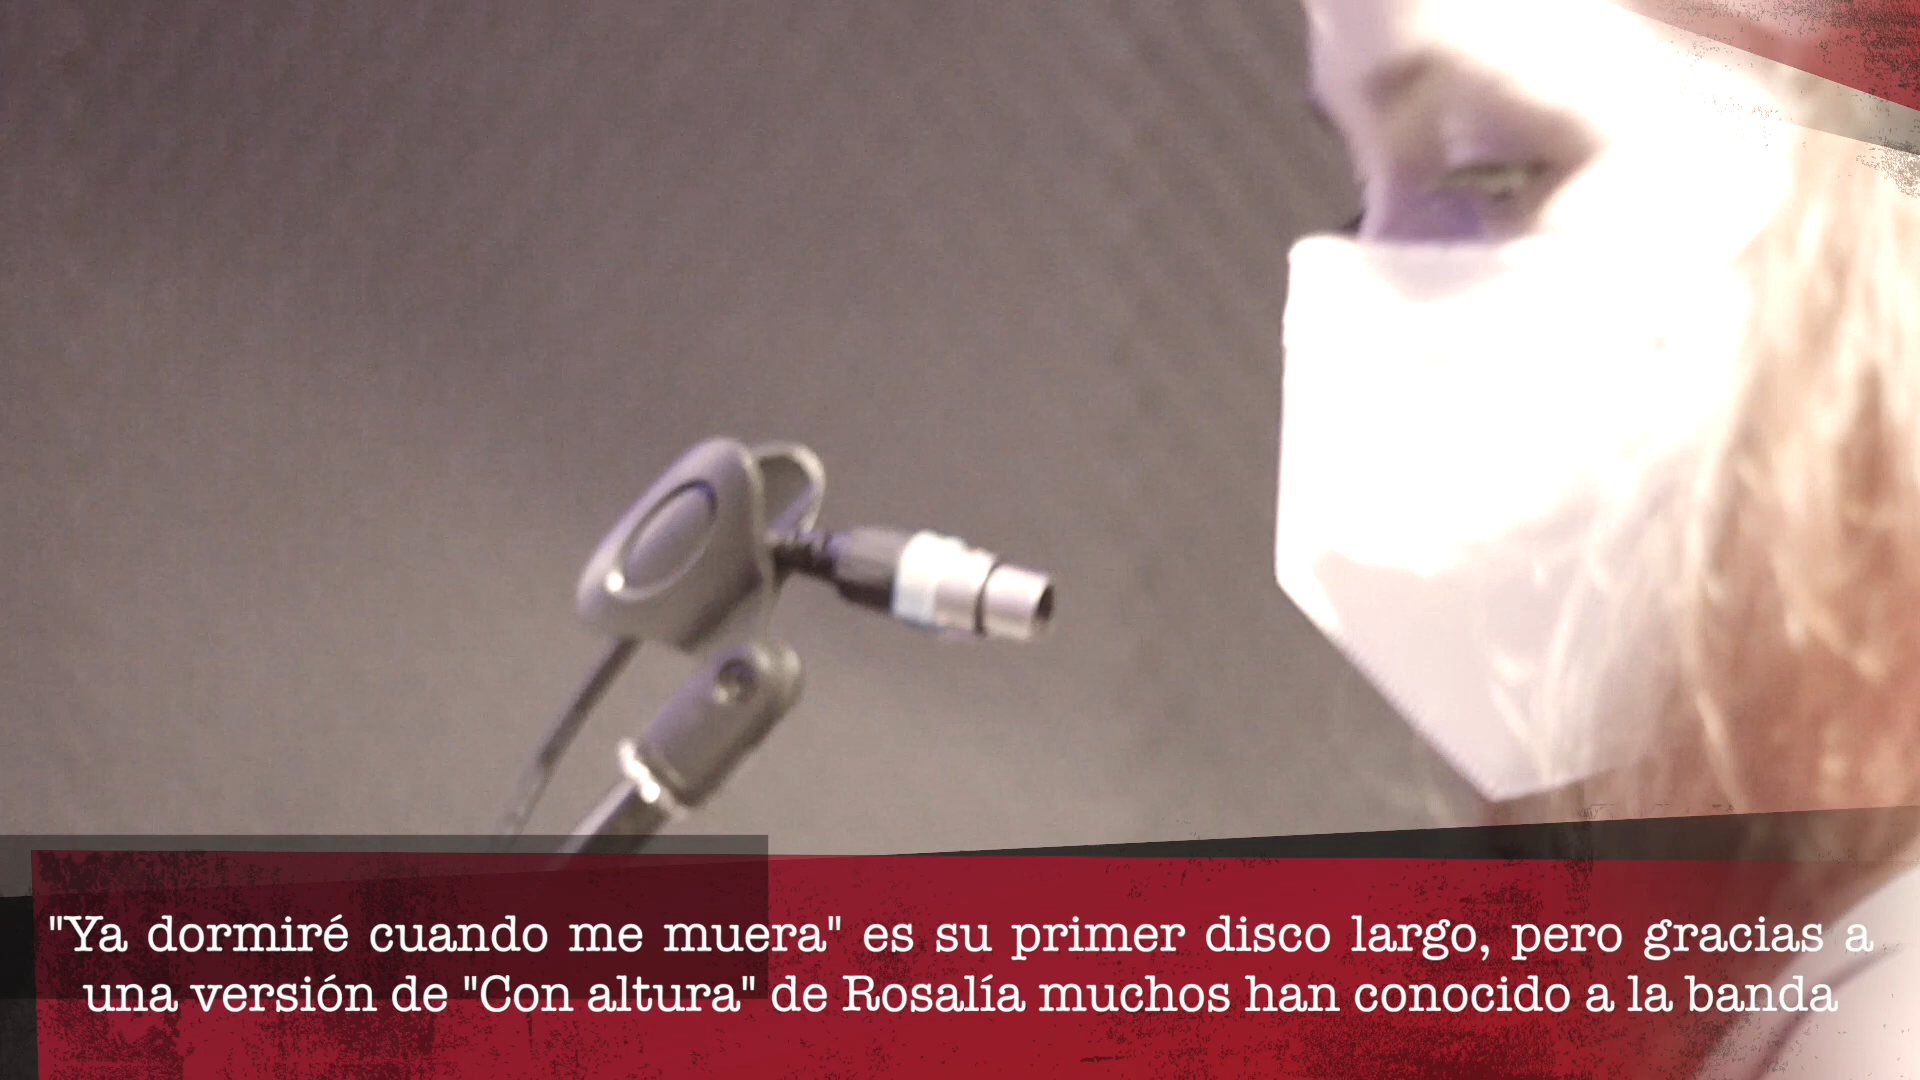 "Ya dormiré cuando me muera" es su primer disco largo, pero gracias a
una versión de "Con altura" de Rosalía muchos han conocido a la banda